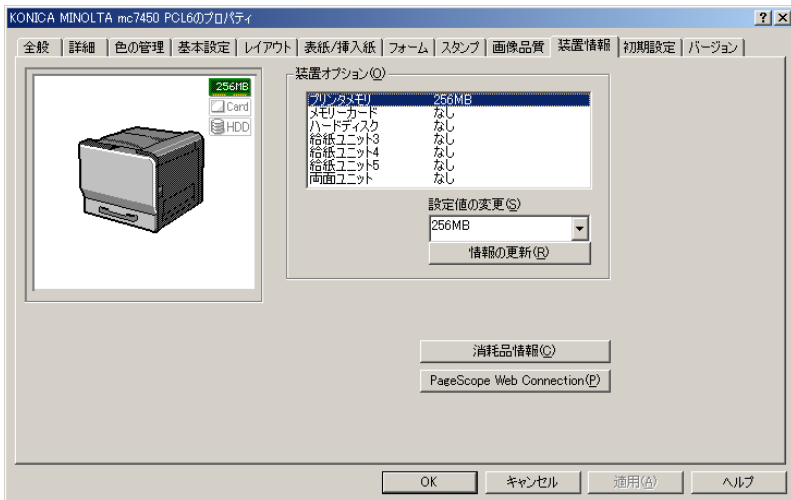 KONICA MINOLTA mc7450 PCL6のプロパティ
全般 詳細 色の管理 基本設定 レイアウト 表紙/挿入紙 フォーム スタンプ 画像品質 装置情報 初期設定 バージョン
256MB
Card
HDD
装置オプション(O)
プリンタメモリ 256MB
メモリーカード なし
ハードディスク なし
給紙ユニット3 なし
給紙ユニット4 なし
給紙ユニット5 なし
両面ユニット なし
設定値の変更(S)
256MB
情報の更新(R)
消耗品情報(C)
PageScope Web Connection(P)
OK キャンセル 適用(A) ヘルプ